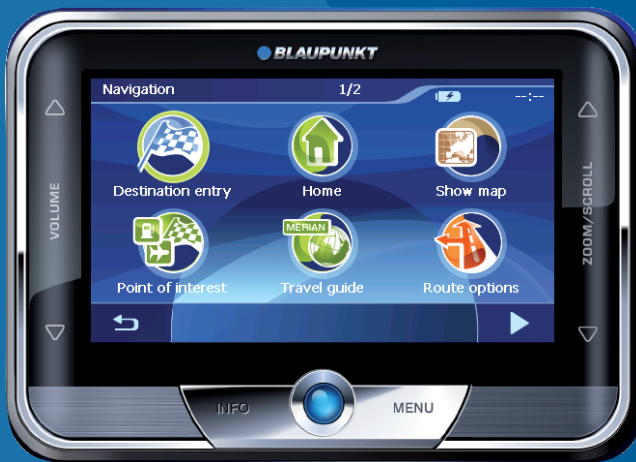 BLAUPUNKT
Navigation 1/2 --:--
Destination entry Home Show map
MERIAN
Point of interest Travel guide Route options
VOLUME
ZOOM/SCROLL
INFO MENU